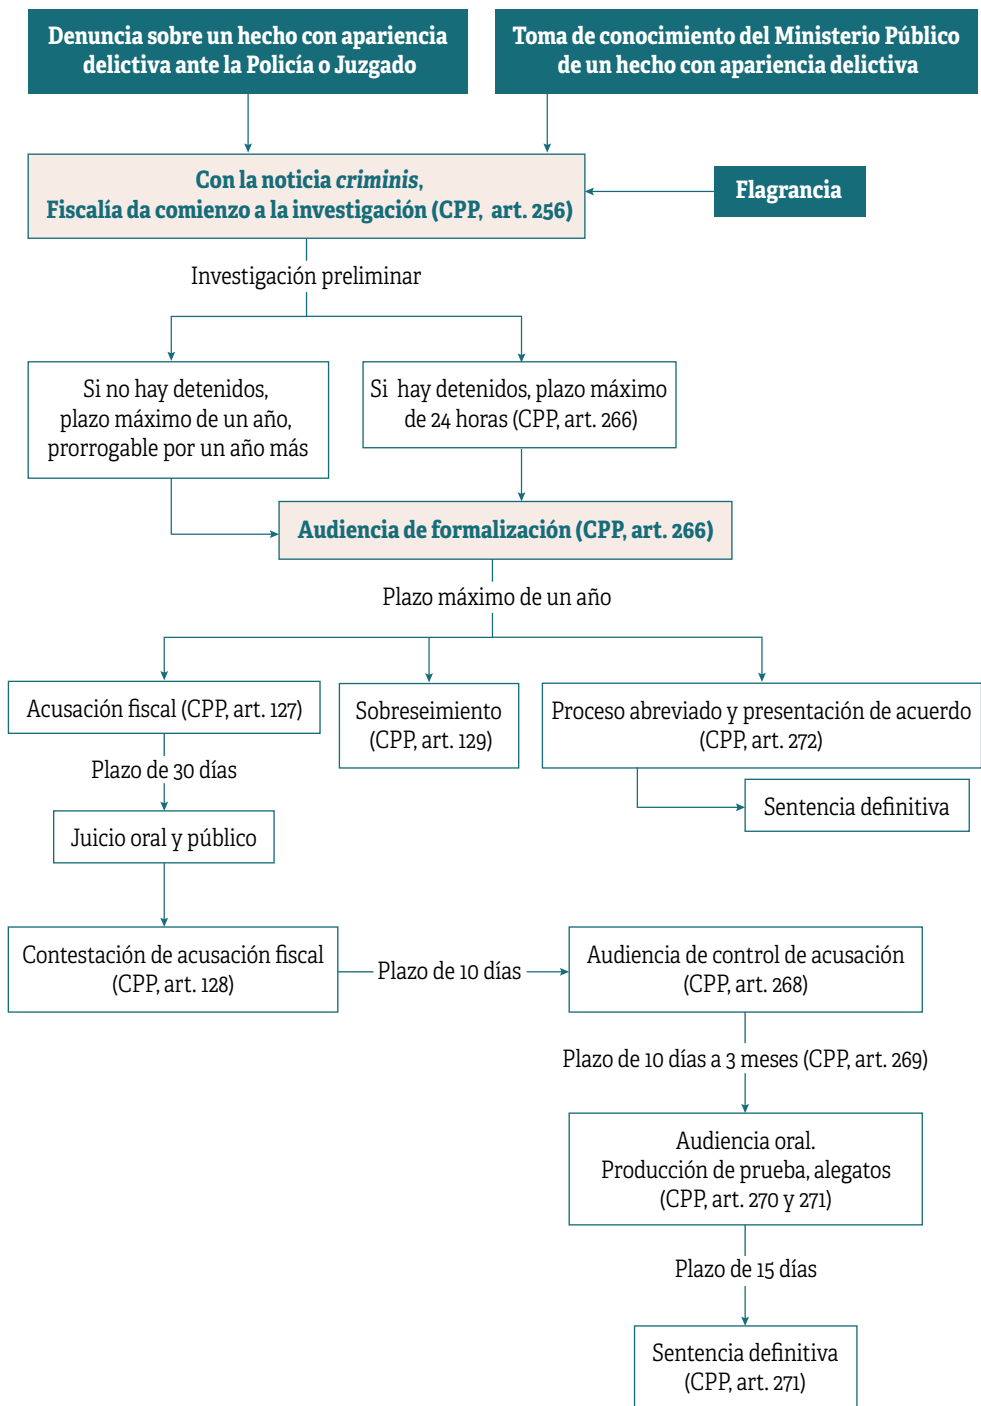 Denuncia sobre un hecho con apariencia
delictiva ante la Policía o Juzgado
Toma de conocimiento del Ministerio Público
de un hecho con apariencia delictiva
Con la noticia criminis,
Fiscalía da comienzo a la investigación (CPP, art. 256)
Flagrancia
Investigación preliminar
Si no hay detenidos,
plazo máximo de un año,
prorrogable por un año más
Si hay detenidos, plazo máximo
de 24 horas (CPP, art. 266)
Audiencia de formalización (CPP, art. 266)
Plazo máximo de un año
Acusación fiscal (CPP, art. 127)
Sobreseimiento
(CPP, art. 129)
Proceso abreviado y presentación de acuerdo
(CPP, art. 272)
Plazo de 30 días
Sentencia definitiva
Juicio oral y público
Contestación de acusación fiscal
(CPP, art. 128)
Plazo de 10 días
Audiencia de control de acusación
(CPP, art. 268)
Plazo de 10 días a 3 meses (CPP, art. 269)
Audiencia oral.
Producción de prueba, alegatos
(CPP, art. 270 y 271)
Plazo de 15 días
Sentencia definitiva
(CPP, art. 271)